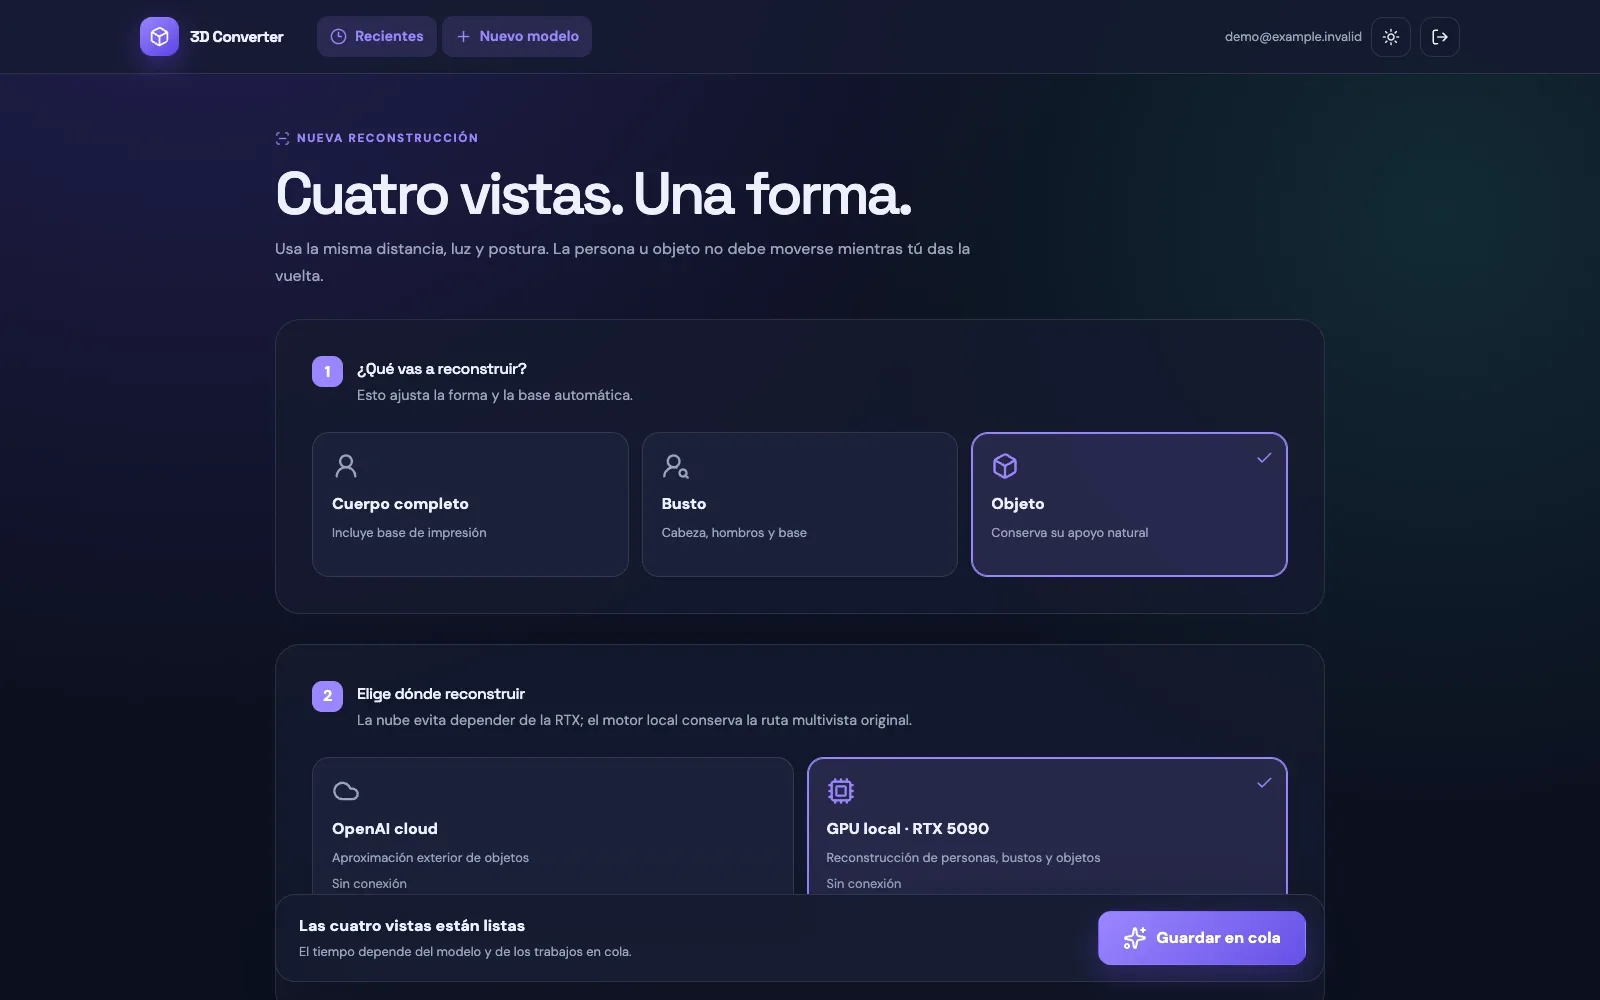 3D Converter
Recientes
Nuevo modelo
demo@example.invalid
NUEVA RECONSTRUCCIÓN
Cuatro vistas. Una forma.
Usa la misma distancia, luz y postura. La persona u objeto no debe moverse mientras tú das la
vuelta.
1
¿Qué vas a reconstruir?
Esto ajusta la forma y la base automática.
Cuerpo completo
Incluye base de impresión
Busto
Cabeza, hombros y base
Objeto
Conserva su apoyo natural
2
Elige dónde reconstruir
La nube evita depender de la RTX; el motor local conserva la ruta multivista original.
OpenAI cloud
Aproximación exterior de objetos
Sin conexión
GPU local · RTX 5090
Reconstrucción de personas, bustos y objetos
Sin conexión
Las cuatro vistas están listas
El tiempo depende del modelo y de los trabajos en cola.
Guardar en cola